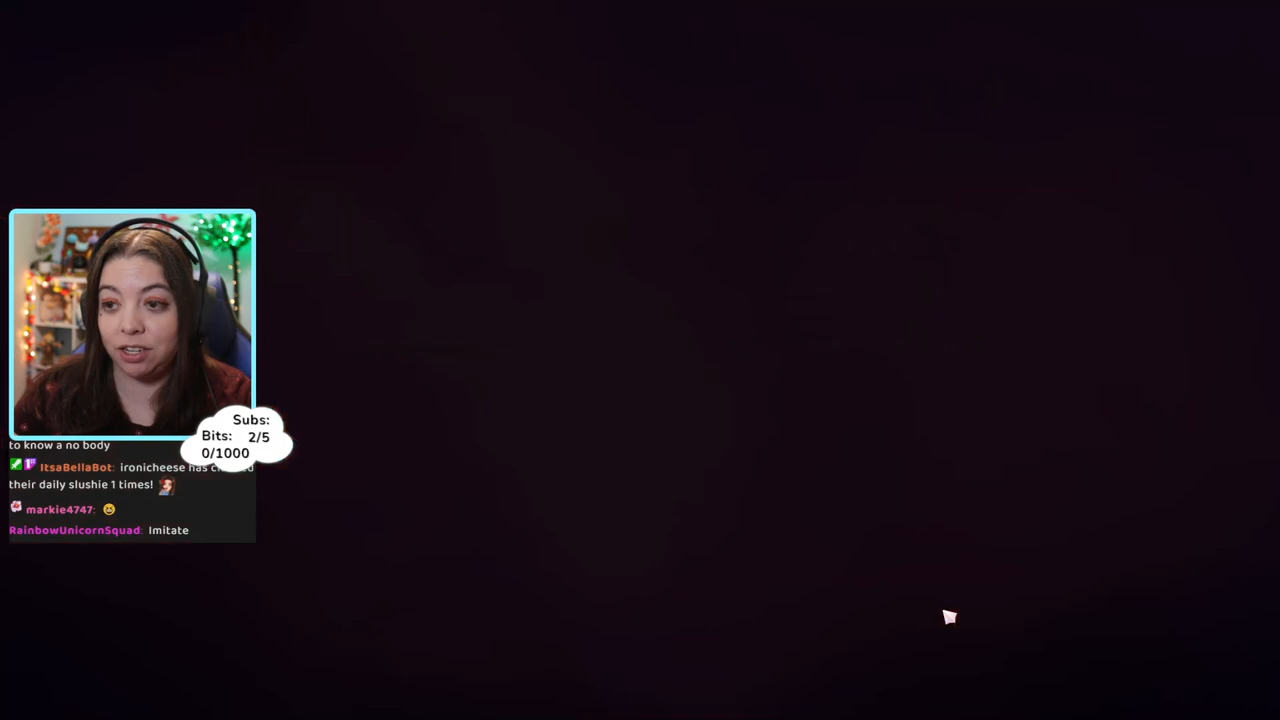 Subs:
Bits: 2/5
0/1000
to know a no body
ItsaBellaBot: ironicheese has
their daily slushie 1 times!
markie4747:
RainbowUnicornSquad: Imitate